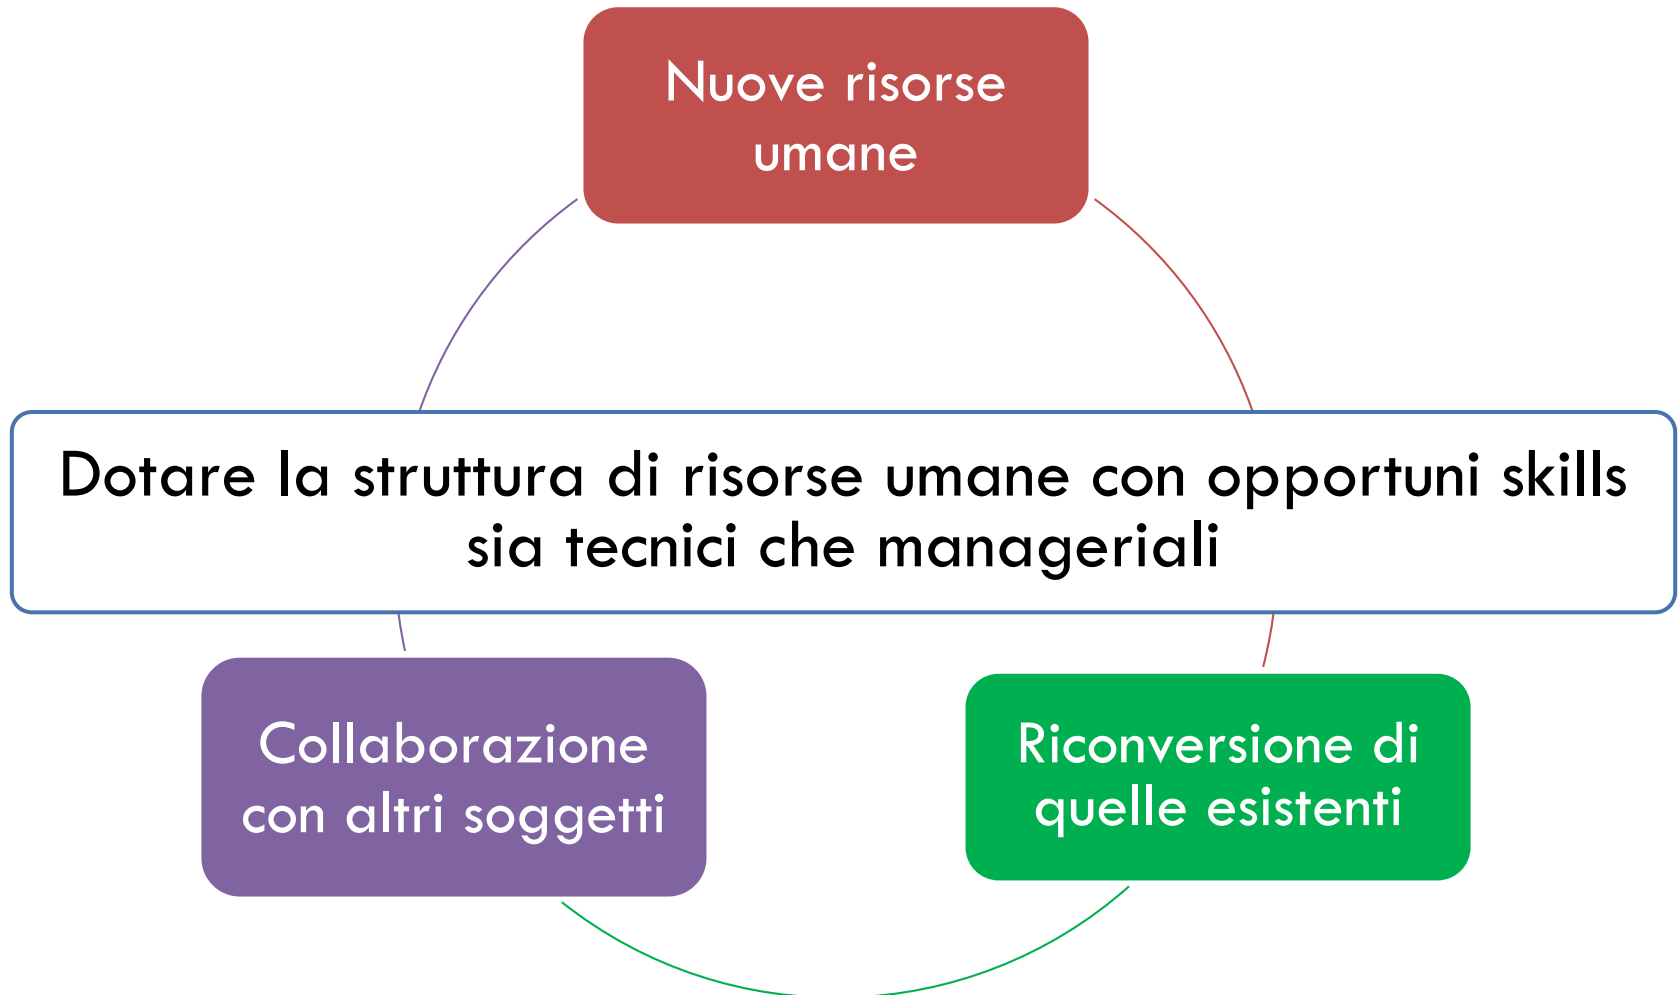 Nuove risorse
umane
Dotare la struttura di risorse umane con opportuni skills
sia tecnici che manageriali
Collaborazione
con altri soggetti
Riconversione di
quelle esistenti